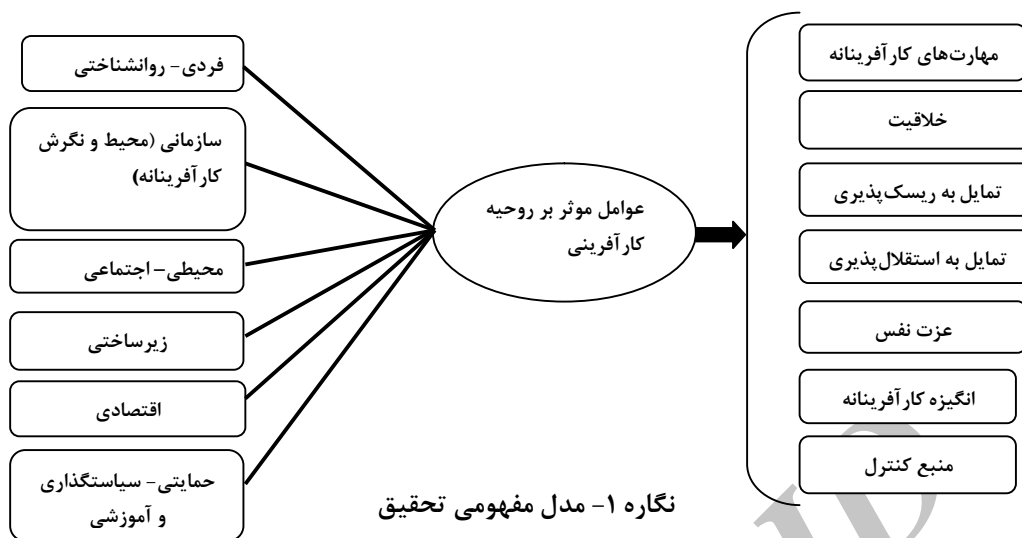 مهارت‌های کارآفرینانه
خلاقیت
تمایل به ریسک‌پذیری
تمایل به استقلال‌پذیری
عزت نفس
انگیزه کارآفرینانه
منبع کنترل
عوامل موثر بر روحیه
کارآفرینی
فردی- روانشناختی
سازمانی (محیط و نگرش
کارآفرینانه)
محیطی– اجتماعی
زیرساختی
اقتصادی
حمایتی- سیاستگذاری
و آموزشی
نگاره ۱- مدل مفهومی تحقیق